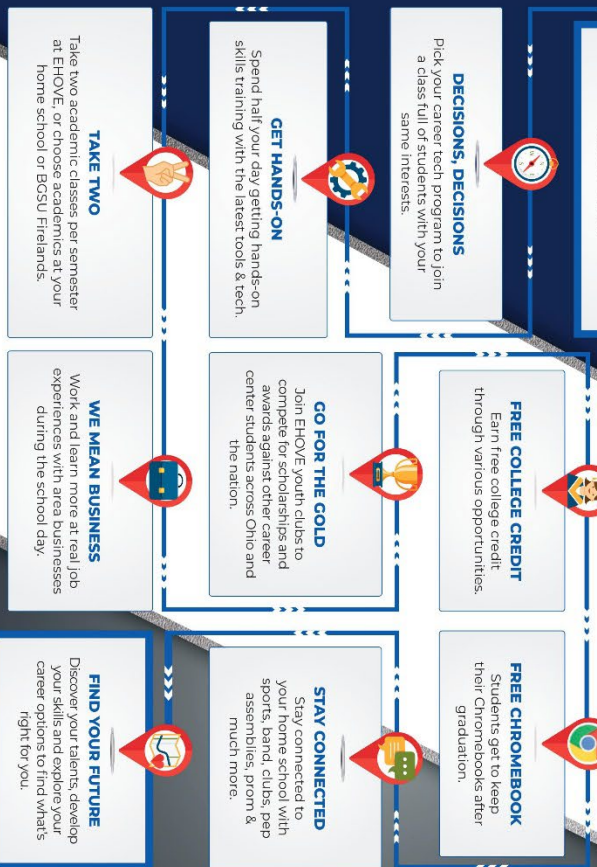 DECISIONS, DECISIONS
Pick your career tech program to join
a class full of students with your
same interests.
FREE COLLEGE CREDIT
Earn free college credit
through various opportunities.
FREE CHROMEBOOK
Students get to keep
their Chromebooks after
graduation.
GET HANDS-ON
Spend half your day getting hands-on
skills training with the latest tools & tech.
GO FOR THE GOLD
Join EHOVE youth clubs to
compete for scholarships and
awards against other career
center students across Ohio and
the nation.
STAY CONNECTED
Stay connected to
your home school with
sports, band, clubs, pep
assemblies, prom &
much more.
TAKE TWO
Take two academic classes per semester
at EHOVE, or choose academics at your
home school or BGSU Firelands.
WE MEAN BUSINESS
Work and learn more at real job
experiences with area businesses
during the school day.
FIND YOUR FUTURE
Discover your talents, develop
your skills and explore your
career options to find what's
right for you.